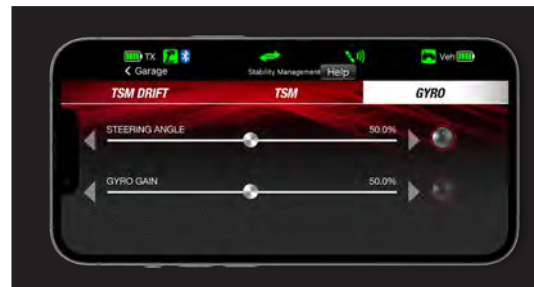 TX
Veh
< Garage
Stability Management
Help
TSM DRIFT
TSM
GYRO
STEERING ANGLE
50.0%
GYRO GAIN
50.0%